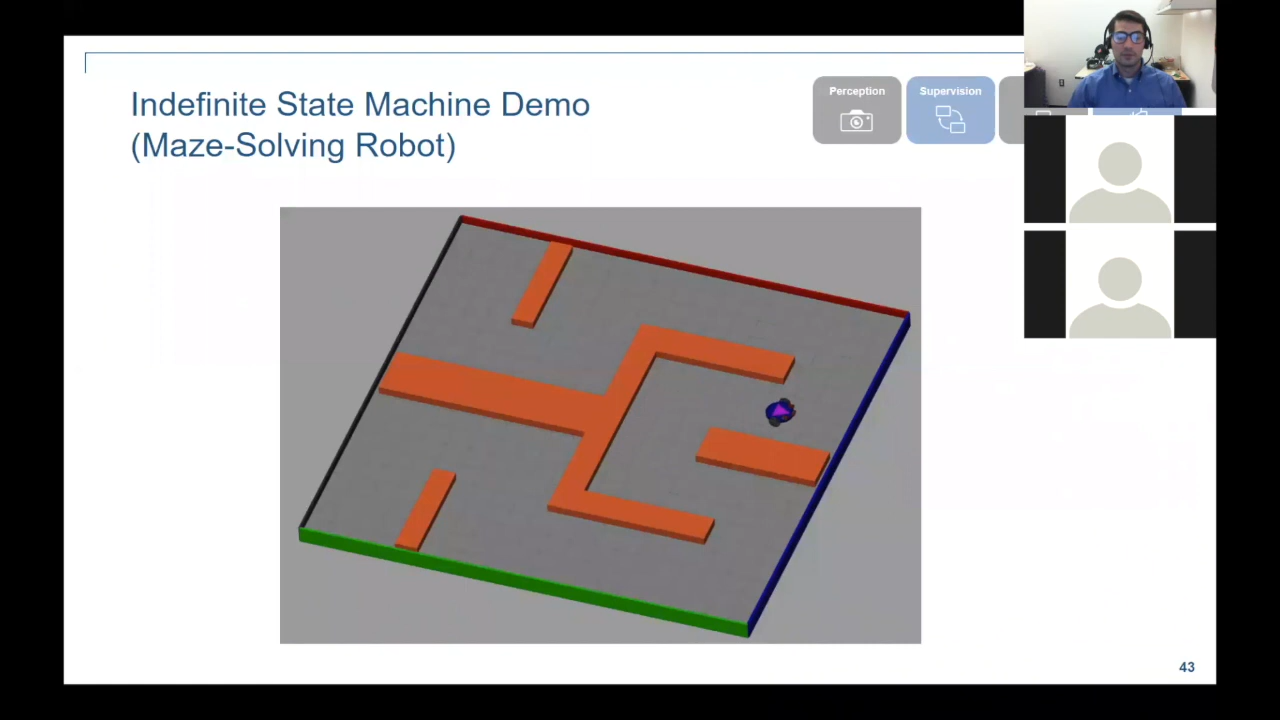 Indefinite State Machine Demo
(Maze-Solving Robot)
Perception
Supervision
43